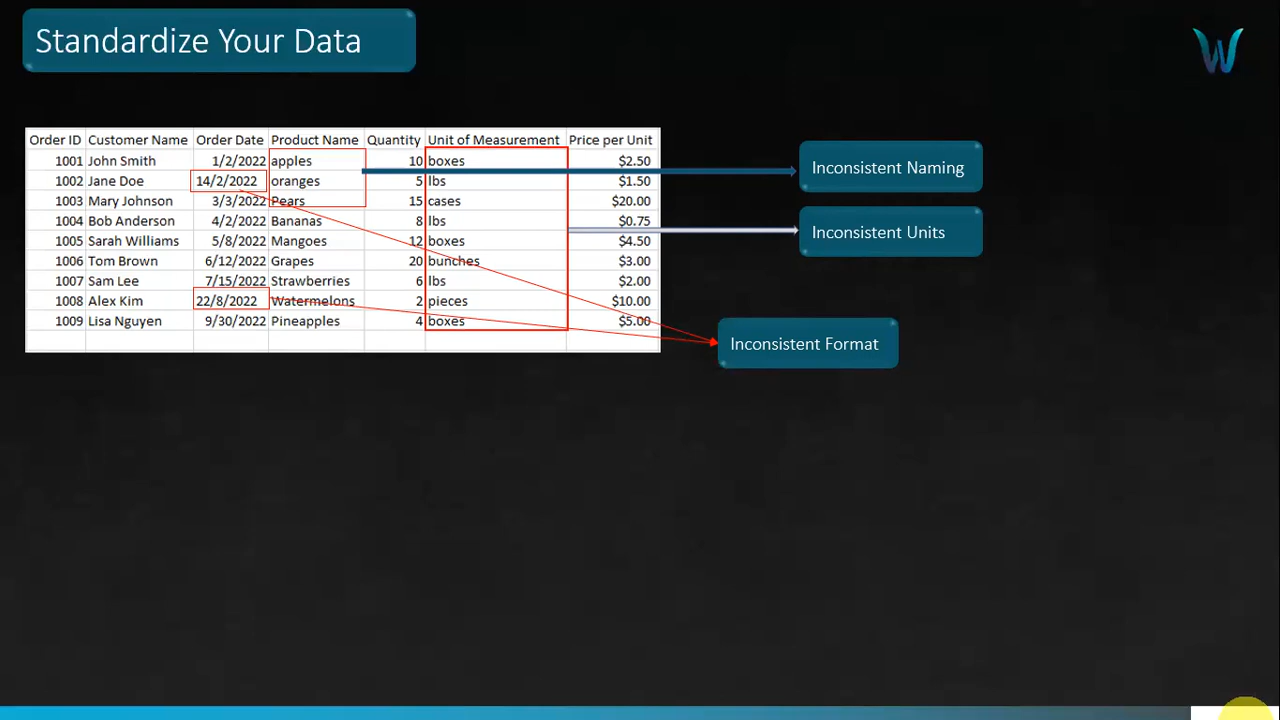 Standardize Your Data
W
Order ID Customer Name Order Date Product Name Quantity Unit of Measurement Price per Unit
1001 John Smith 1/2/2022 apples 10 boxes $2.50
1002 Jane Doe 14/2/2022 oranges 5 lbs $1.50
1003 Mary Johnson 3/3/2022 Pears 15 cases $20.00
1004 Bob Anderson 4/2/2022 Bananas 8 lbs $0.75
1005 Sarah Williams 5/8/2022 Mangoes 12 boxes $4.50
1006 Tom Brown 6/12/2022 Grapes 20 bunches $3.00
1007 Sam Lee 7/15/2022 Strawberries 6 lbs $2.00
1008 Alex Kim 22/8/2022 Watermelons 2 pieces $10.00
1009 Lisa Nguyen 9/30/2022 Pineapples 4 boxes $5.00
Inconsistent Naming
Inconsistent Units
Inconsistent Format